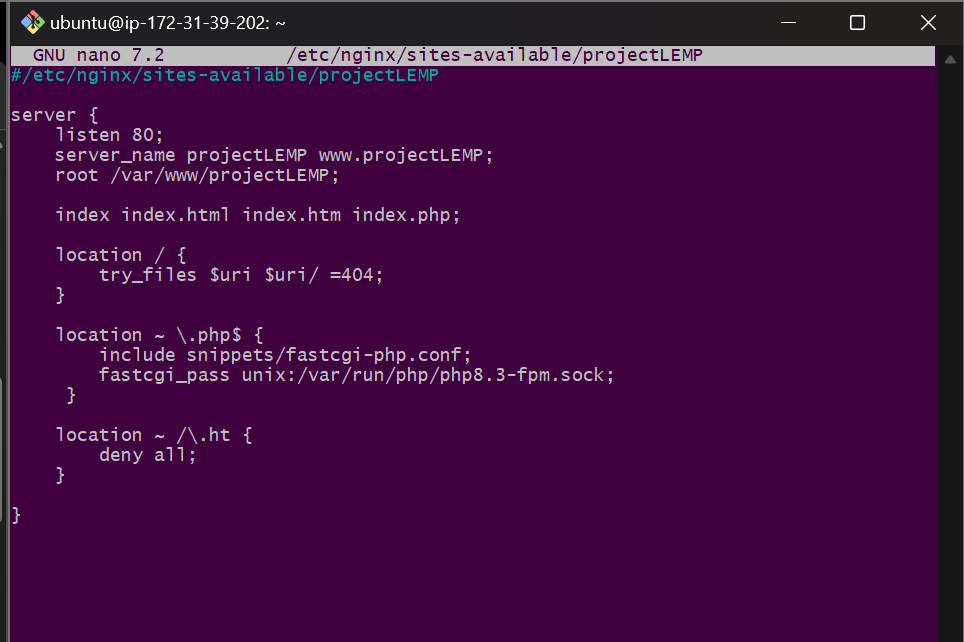 ubuntu@ip-172-31-39-202: ~
GNU nano 7.2 /etc/nginx/sites-available/projectLEMP
#/etc/nginx/sites-available/projectLEMP
server {
listen 80;
server_name projectLEMP www.projectLEMP;
root /var/www/projectLEMP;
index index.html index.htm index.php;
location / {
try_files $uri $uri/ =404;
}
location ~ \.php$ {
include snippets/fastcgi-php.conf;
fastcgi_pass unix:/var/run/php/php8.3-fpm.sock;
}
location ~ /\.ht {
deny all;
}
}